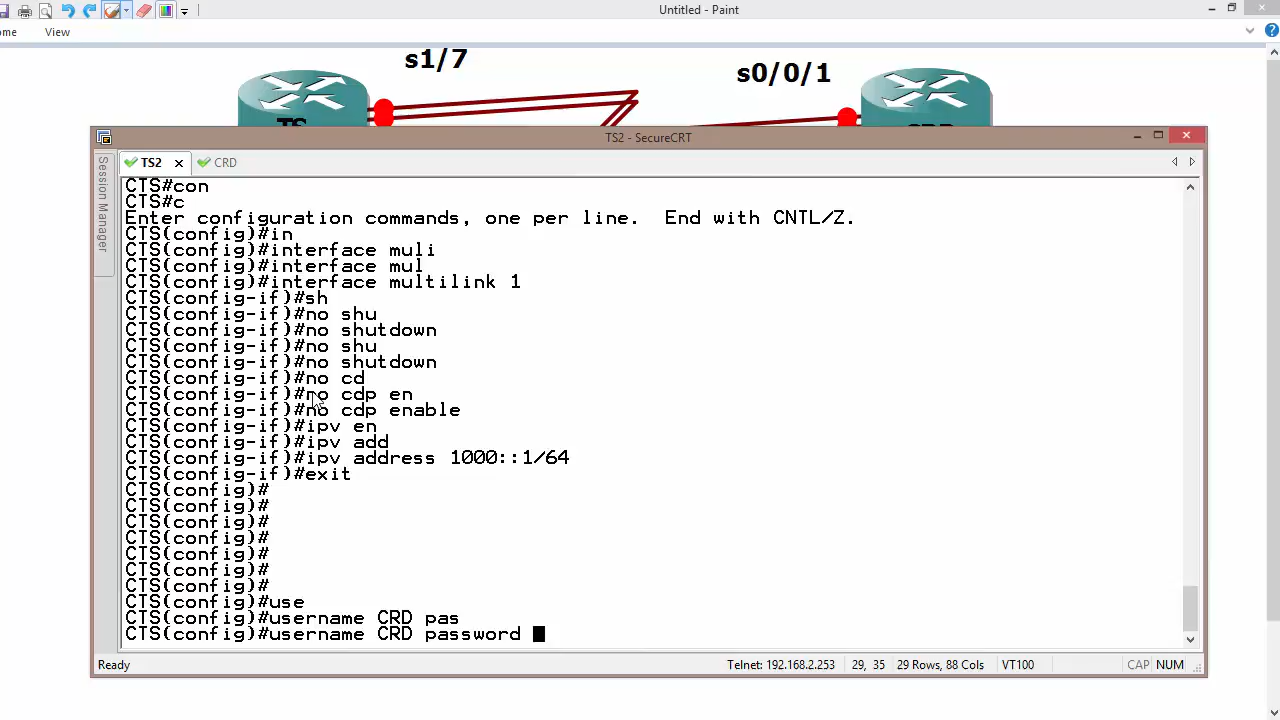 Untitled - Paint
ome View
s1/7
s0/0/1
TS
CRD
TS2 - SecureCRT
TS2 CRD
Session Manager
CTS#con
CTS#c
Enter configuration commands, one per line.  End with CNTL/Z.
CTS(config)#in
CTS(config)#interface muli
CTS(config)#interface mul
CTS(config)#interface multilink 1
CTS(config-if)#sh
CTS(config-if)#no shu
CTS(config-if)#no shutdown
CTS(config-if)#no shu
CTS(config-if)#no shutdown
CTS(config-if)#no cd
CTS(config-if)#no cdp en
CTS(config-if)#no cdp enable
CTS(config-if)#ipv en
CTS(config-if)#ipv add
CTS(config-if)#ipv address 1000::1/64
CTS(config-if)#exit
CTS(config)#
CTS(config)#
CTS(config)#
CTS(config)#
CTS(config)#
CTS(config)#
CTS(config)#
CTS(config)#use
CTS(config)#username CRD pas
CTS(config)#username CRD password
Ready Telnet: 192.168.2.253 29, 35 29 Rows, 88 Cols VT100 CAP NUM